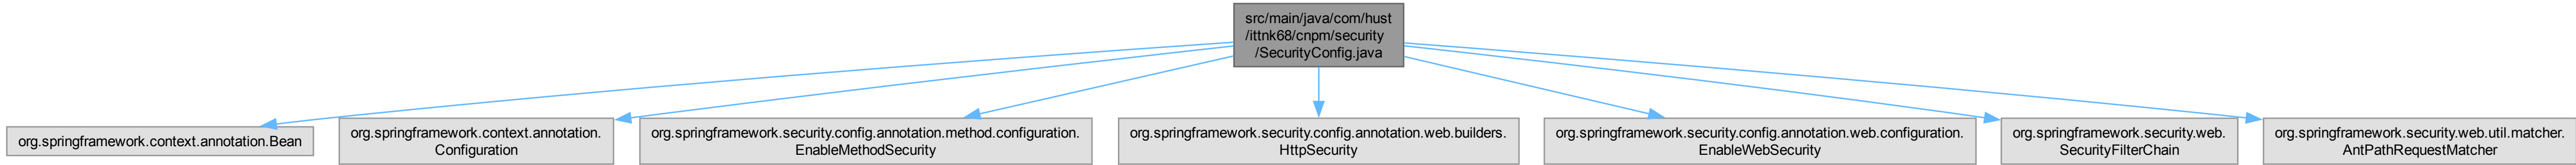 src/main/java/com/hust
/ittnk68/cnpm/security
/SecurityConfig.java
org.springframework.context.annotation.Bean
org.springframework.context.annotation.
Configuration
org.springframework.security.config.annotation.method.configuration.
EnableMethodSecurity
org.springframework.security.config.annotation.web.builders.
HttpSecurity
org.springframework.security.config.annotation.web.configuration.
EnableWebSecurity
org.springframework.security.web.
SecurityFilterChain
org.springframework.security.web.util.matcher.
AntPathRequestMatcher